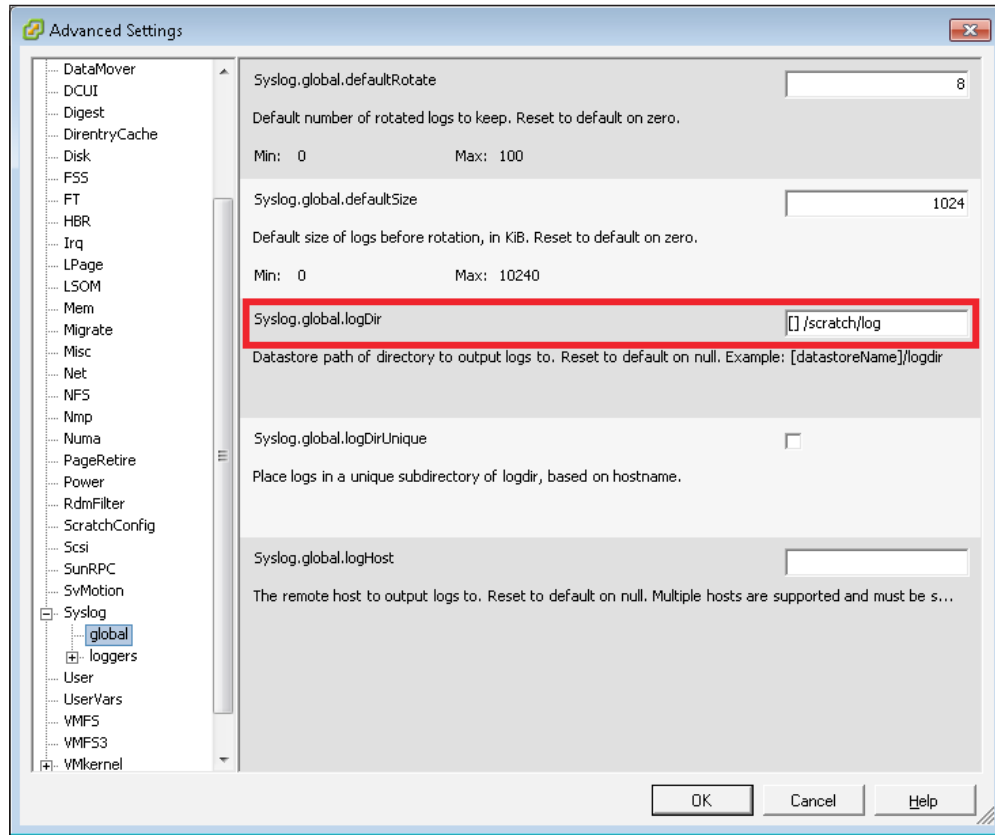 Advanced Settings
DataMover
DCUI
Digest
DirentryCache
Disk
FSS
FT
HBR
Irq
LPage
LSOM
Mem
Migrate
Misc
Net
NFS
Nmp
Numa
PageRetire
Power
RdmFilter
ScratchConfig
Scsi
SunRPC
SvMotion
Syslog
global
loggers
User
UserVars
VMFS
VMFS3
VMkernel
Syslog.global.defaultRotate
8
Default number of rotated logs to keep. Reset to default on zero.
Min: 0 Max: 100
Syslog.global.defaultSize
1024
Default size of logs before rotation, in KiB. Reset to default on zero.
Min: 0 Max: 10240
Syslog.global.logDir
[] /scratch/log
Datastore path of directory to output logs to. Reset to default on null. Example: [datastoreName]/logdir
Syslog.global.logDirUnique
Place logs in a unique subdirectory of logdir, based on hostname.
Syslog.global.logHost
The remote host to output logs to. Reset to default on null. Multiple hosts are supported and must be s...
OK Cancel Help